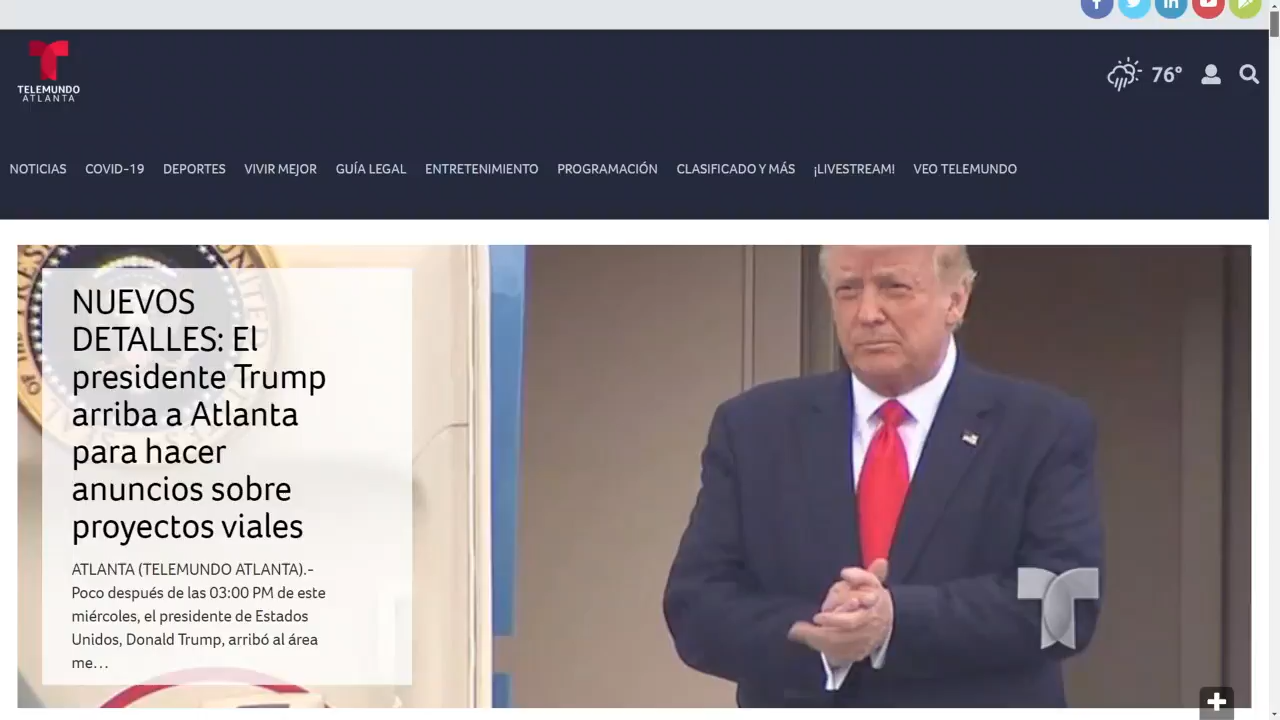 TELEMUNDO
ATLANTA
76°
NOTICIAS COVID-19 DEPORTES VIVIR MEJOR GUÍA LEGAL ENTRETENIMIENTO PROGRAMACIÓN CLASIFICADO Y MÁS ¡LIVESTREAM! VEO TELEMUNDO
NUEVOS
DETALLES: El
presidente Trump
arriba a Atlanta
para hacer
anuncios sobre
proyectos viales
ATLANTA (TELEMUNDO ATLANTA).-
Poco después de las 03:00 PM de este
miércoles, el presidente de Estados
Unidos, Donald Trump, arribó al área
me...